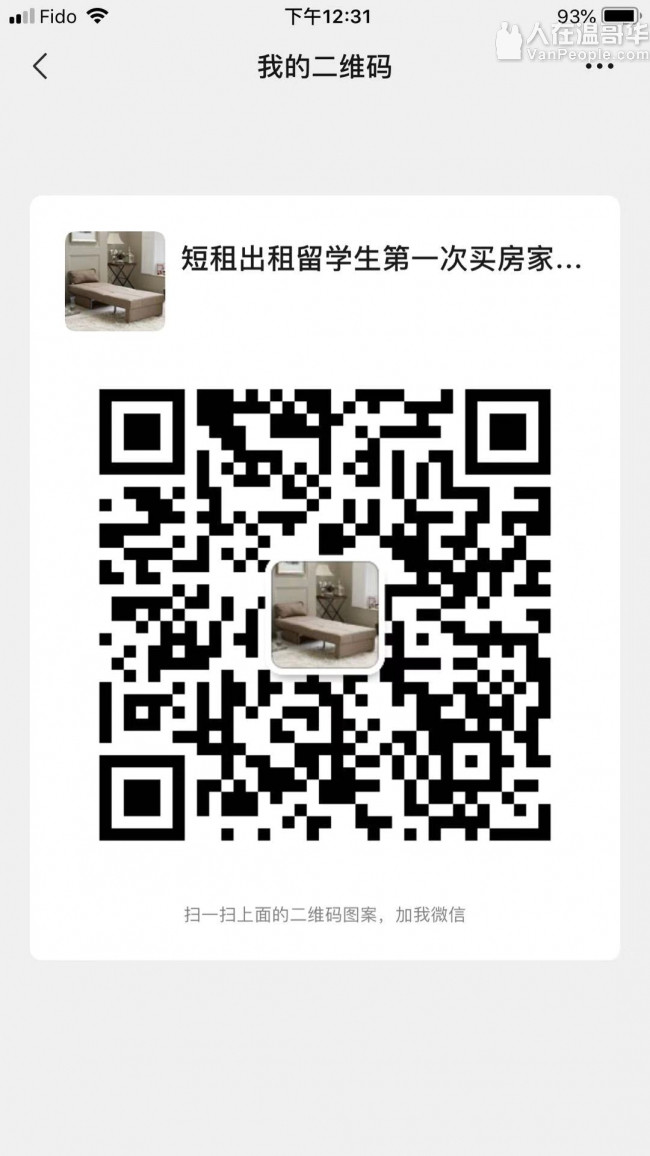 Fido 下午12:31 93%
人在温哥华
VanPeople.com
我的二维码
短租出租留学生第一次买房家...
扫一扫上面的二维码图案，加我微信